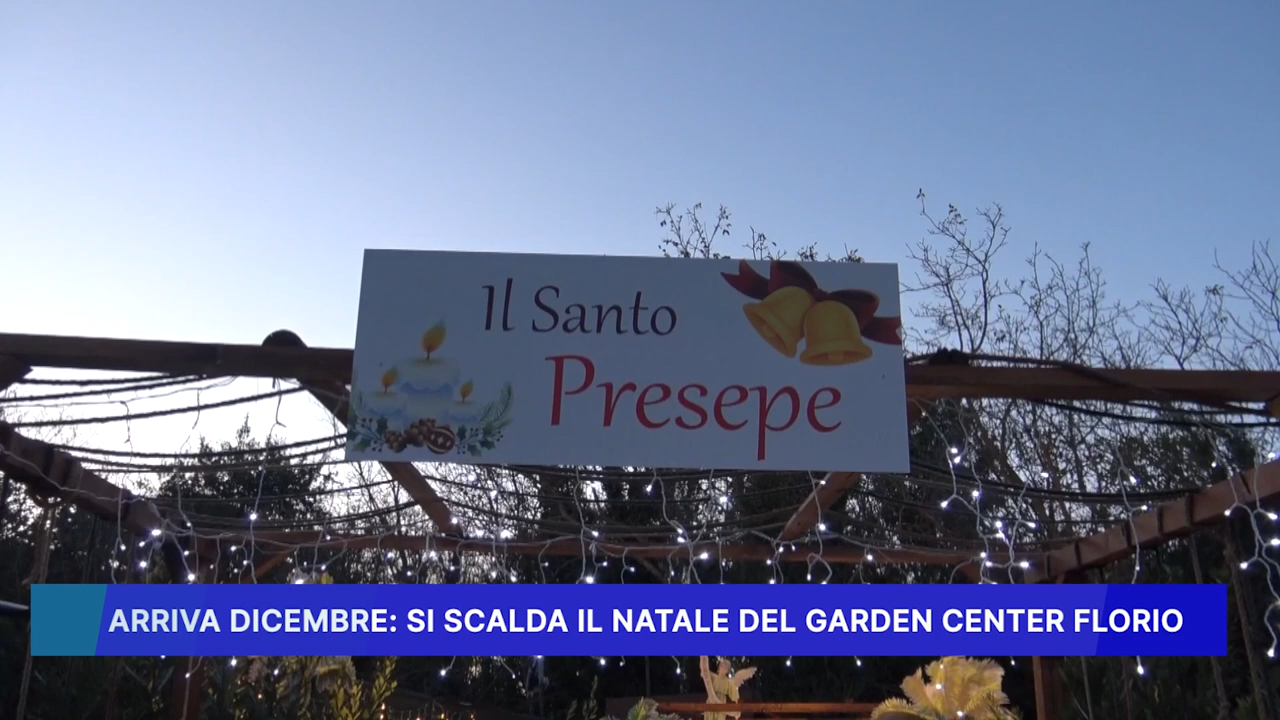 Il Santo
Presepe
ARRIVA DICEMBRE: SI SCALDA IL NATALE DEL GARDEN CENTER FLORIO